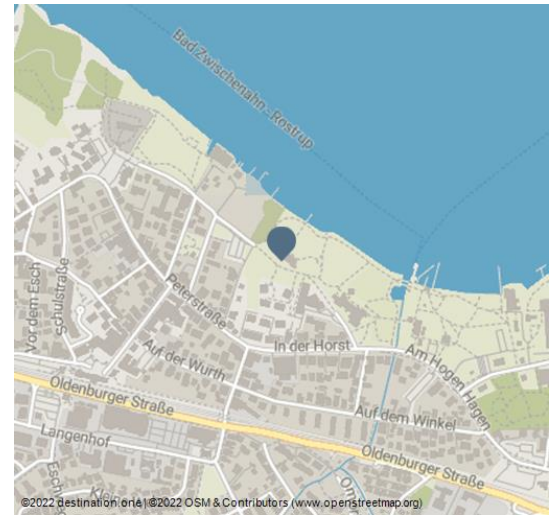 Bad Zwischenahn - Rostrup
Vor dem Esch
Schulstraße
Peterstraße
In der Horst
Auf der Wurth
Am Hogen Hagen
Oldenburger Straße
Auf dem Winkel
Langenhof
Oldenburger Straße
©2022 destination.one | ©2022 OSM & Contributors (www.openstreetmap.org)